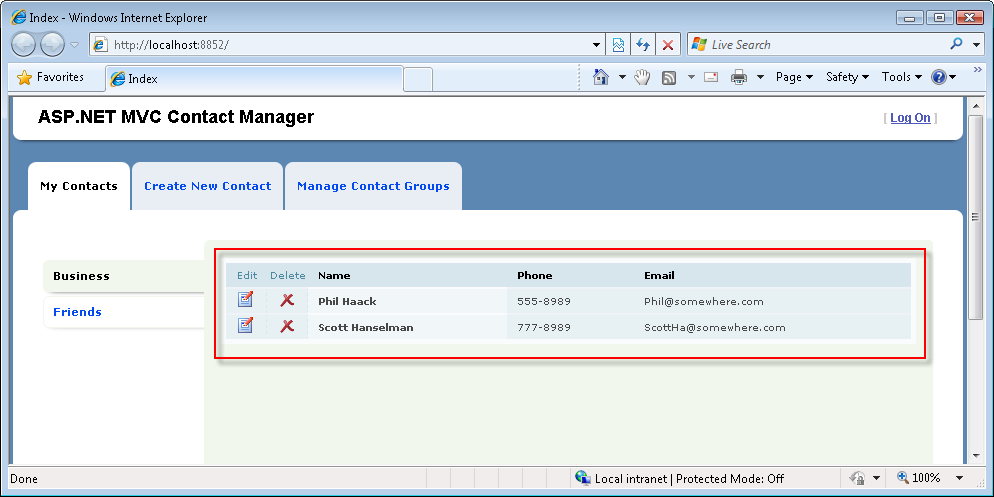 Index - Windows Internet Explorer
http://localhost:8852/
Live Search
Favorites
Index
Page
Safety
Tools
ASP.NET MVC Contact Manager
[ Log On ]
My Contacts
Create New Contact
Manage Contact Groups
Business
Friends
Edit Delete Name Phone Email
Phil Haack 555-8989 Phil@somewhere.com
Scott Hanselman 777-8989 ScottHa@somewhere.com
Done
Local intranet | Protected Mode: Off
100%